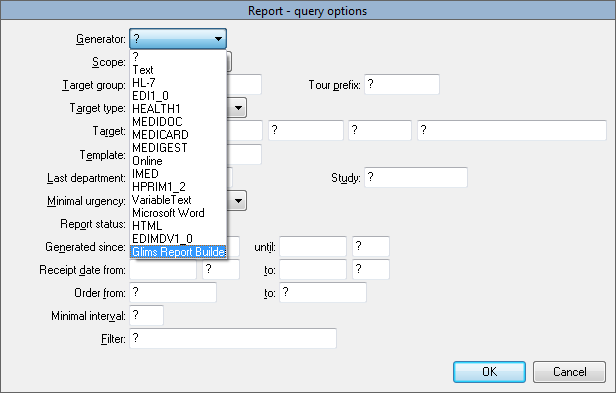 Report - query options
Generator: ?
?
Scope:
Text
HL-7
Target group: Tour prefix: ?
EDI1_0
Target type: HEALTH1
MEDIDOC
Target: ? ? ?
MEDICARD
MEDIGEST
Template:
Online
Last department: IMED Study: ?
HPRIM1_2
Minimal urgency: VariableText
Microsoft Word
Report status: HTML
EDIMDV1_0
Generated since: ? until: ?
Glims Report Builde
Receipt date from: ? to: ?
Order from: ? to: ?
Minimal interval: ?
Filter: ?
OK Cancel